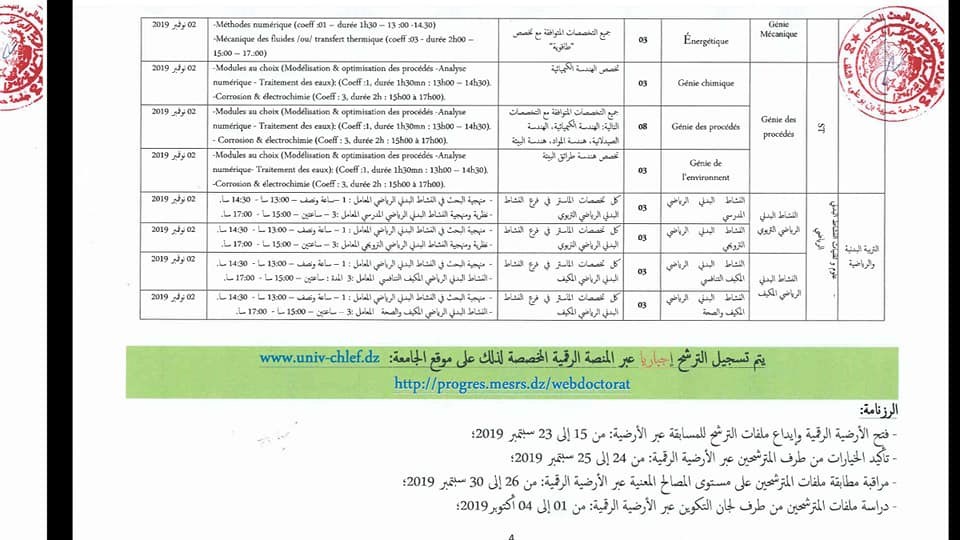 02 نوفمبر 2019
-Méthodes numérique (coeff :01 – durée 1h30 – 13 :00 -14.30)
-Mécanique des fluides /ou/ transfert thermique (coeff :03 - durée 2h00 –
15:00 – 17.:00)
جميع التخصصات المتوافقة مع تخصص
"طاقوية"
03
Énergétique
Génie
Mécanique
02 نوفمبر 2019
-Modules au choix (Modélisation & optimisation des procédés -Analyse
numérique - Traitement des eaux): (Coeff :1, durée 1h30mn : 13h00 – 14h30).
-Corrosion & électrochimie (Coeff : 3, durée 2h : 15h00 à 17h00).
تخصص الهندسة الكيميائية
03
Génie chimique
Génie des
procédés
ST
02 نوفمبر 2019
-Modules au choix (Modélisation & optimisation des procédés -Analyse
numérique - Traitement des eaux): (Coeff :1, durée 1h30mn : 13h00 – 14h30).
- Corrosion & électrochimie (Coeff : 3, durée 2h : 15h00 à 17h00).
جميع التخصصات المتوافقة مع التخصصات
التالية: الهندسة الكيميائية، الهندسة
الصيدلانية، هندسة المواد، هندسة البيئة
08
Génie des procédés
02 نوفمبر 2019
-Modules au choix (Modélisation & optimisation des procédés -Analyse
numérique- Traitement des eaux): (Coeff :1, durée 1h30mn : 13h00 – 14h30).
-Corrosion & électrochimie (Coeff : 3, durée 2h : 15h00 à 17h00).
تخصص هندسة طرائق البيئة
03
Génie de
l'environment
02 نوفمبر 2019
- منهجية البحث في النشاط البدني الرياضي المعامل : 1 –ساعة ونصف – 13:00 سا - 14:30 سا.
- نظرية ومنهجية النشاط البدني الرياضي المدرسي المعامل :3 – ساعتين – 15:00 سا – 17:00 سا.
كل تخصصات الماستر في فرع النشاط
البدني الرياضي التربوي
03
النشاط البدني الرياضي
المدرسي
النشاط البدني
الرياضي التربوي
التربية البدنية
والرياضية
02 نوفمبر 2019
- منهجية البحث في النشاط البدني الرياضي المعامل : 1 – ساعة ونصف – 13:00 سا - 14:30 سا.
- نظرية ومنهجية النشاط البدني الرياضي الترويحي المعامل :3 – ساعتين – 15:00 سا – 17:00 سا.
كل تخصصات الماستر في فرع النشاط
البدني الرياضي التربوي
03
النشاط البدني الرياضي
الترويحي
02 نوفمبر 2019
- منهجية البحث في النشاط البدني الرياضي المعامل : 1 – ساعة ونصف – 13:00 سا - 14:30 سا.
- النشاط البدني الرياضي المكيف التنافسي المعامل :3 المدة : ساعتين – 15:00 سا – 17:00 سا.
كل تخصصات الماستر في فرع النشاط
البدني الرياضي المكيف
03
النشاط البدني الرياضي
المكيف التنافسي
النشاط البدني
الرياضي المكيف
02 نوفمبر 2019
- منهجية البحث في النشاط البدني الرياضي المعامل : 1 – ساعة ونصف – 13:00 سا - 14:30 سا.
- النشاط البدني الرياضي المكيف والصحة المعامل :3 – ساعتين – 15:00 سا - 17:00 سا.
كل تخصصات الماستر في فرع النشاط
البدني الرياضي المكيف
03
النشاط البدني الرياضي
المكيف و الصحة
يتم تسجيل الترشح إجباريا عبر المنصة الرقمية المخصصة لذلك على موقع الجامعة: www.univ-chlef.dz
http://progres.mesrs.dz/webdoctorat
الرزنامة:
- فتح الأرضية الرقمية وإيداع ملفات الترشح للمسابقة عبر الأرضية: من 15 إلى 23 سبتمبر 2019؛
- تأكيد الخيارات من طرف المترشحين عبر الأرضية الرقمية: من 24 إلى 25 سبتمبر 2019؛
- مراقبة مطابقة ملفات المترشحين على مستوى المصالح المعنية عبر الأرضية الرقمية: من 26 إلى 30 سبتمبر 2019؛
- دراسة ملفات المترشحين من طرف لجان التكوين عبر الأرضية الرقمية: من 01 إلى 04 أكتوبر2019؛
4